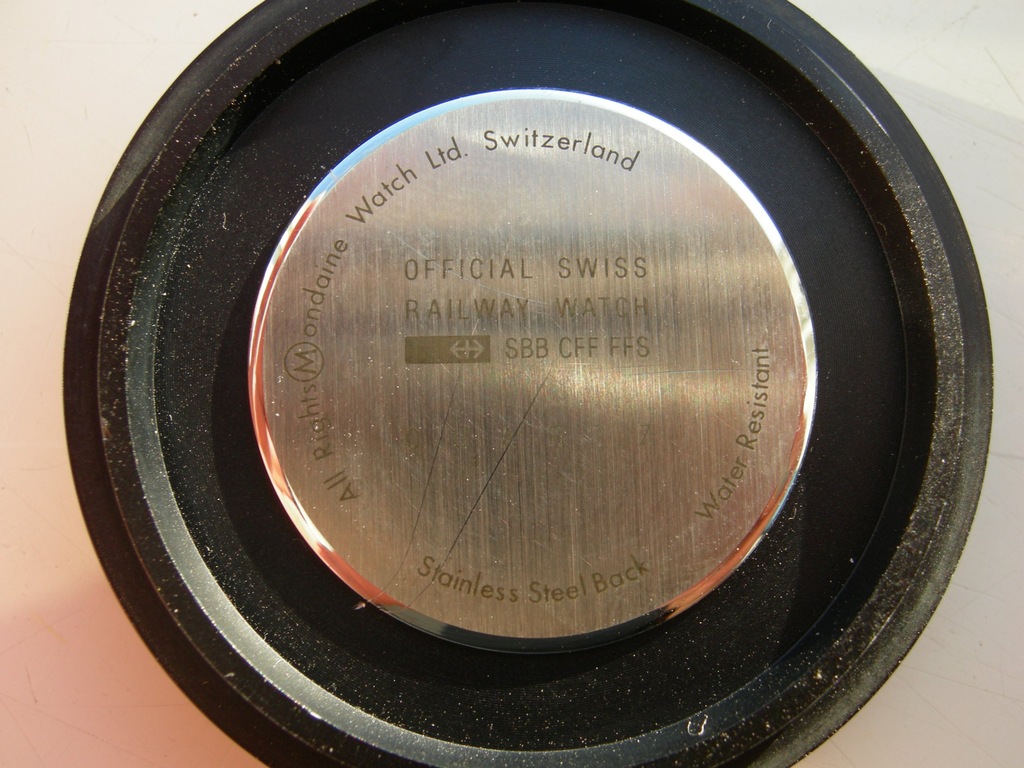 All Rights Ⓜondaine Watch Ltd. Switzerland
OFFICIAL SWISS
RAILWAY WATCH
SBB CFF FFS
Water Resistant
Stainless Steel Back